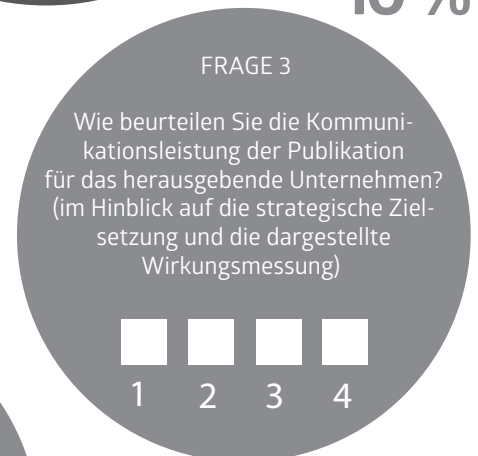 10 %
FRAGE 3
Wie beurteilen Sie die Kommuni-
kationsleistung der Publikation
für das herausgebende Unternehmen?
(im Hinblick auf die strategische Ziel-
setzung und die dargestellte
Wirkungsmessung)
1 2 3 4